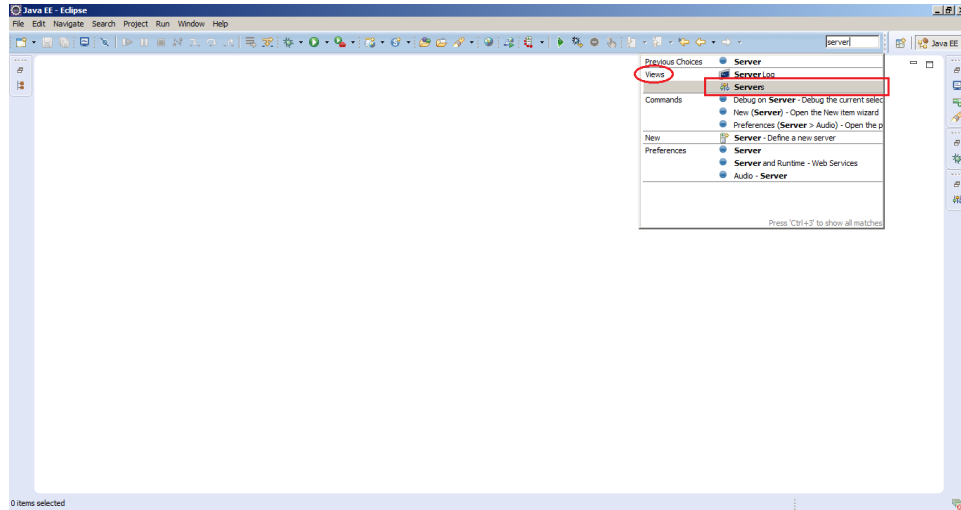 Java EE - Eclipse
File Edit Navigate Search Project Run Window Help
server
Java EE
Previous Choices Server
Views Server Log
Servers
Commands Debug on Server - Debug the current selec
New (Server) - Open the New item wizard
Preferences (Server > Audio) - Open the p
New Server - Define a new server
Preferences Server
Server and Runtime - Web Services
Audio - Server
Press 'Ctrl+3' to show all matches
0 items selected